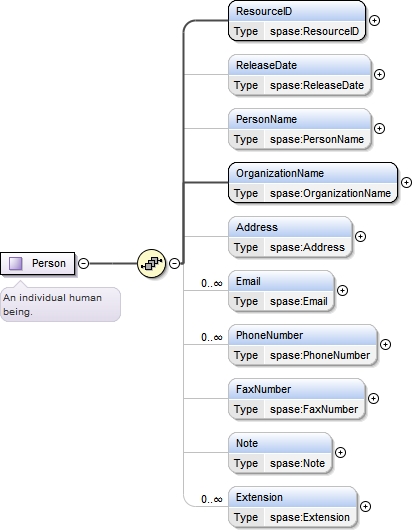 ResourceID
Type spase:ResourceID
ReleaseDate
Type spase:ReleaseDate
PersonName
Type spase:PersonName
OrganizationName
Type spase:OrganizationName
Address
Type spase:Address
Person
An individual human
being.
0..∞
Email
Type spase:Email
0..∞
PhoneNumber
Type spase:PhoneNumber
FaxNumber
Type spase:FaxNumber
Note
Type spase:Note
0..∞
Extension
Type spase:Extension